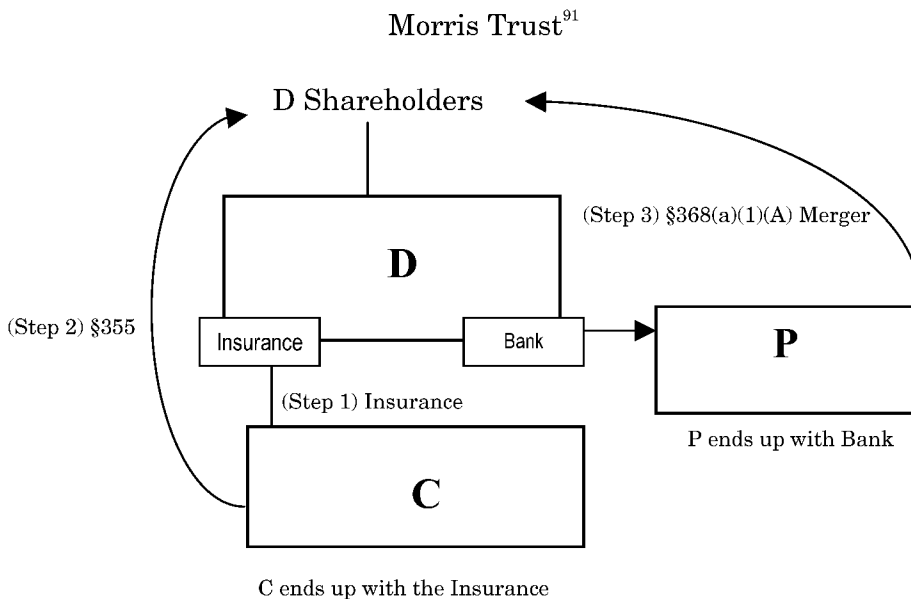 Morris Trust91
D Shareholders
(Step 3) §368(a)(1)(A) Merger
D
(Step 2) §355
Insurance
Bank
P
(Step 1) Insurance
P ends up with Bank
C
C ends up with the Insurance